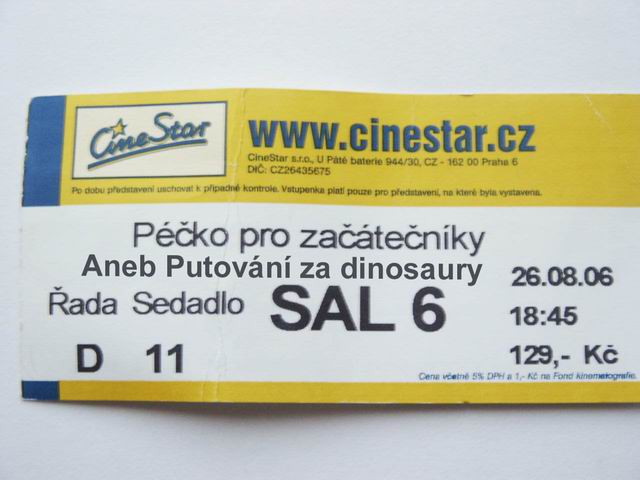 CineStar
www.cinestar.cz
CineStar s.r.o., U Páté baterie 944/30, CZ - 162 00 Praha 6
DIČ: CZ26435675
Po dobu představení uschovat k případné kontrole. Vstupenka platí pouze pro představení, na které byla vystavena.
Péčko pro začátečníky
Aneb Putování za dinosaury
26.08.06
Řada Sedadlo SAL 6 18:45
D 11 129,- Kč
Cena včetně 5% DPH a 1,- Kč na Fond kinematografie.